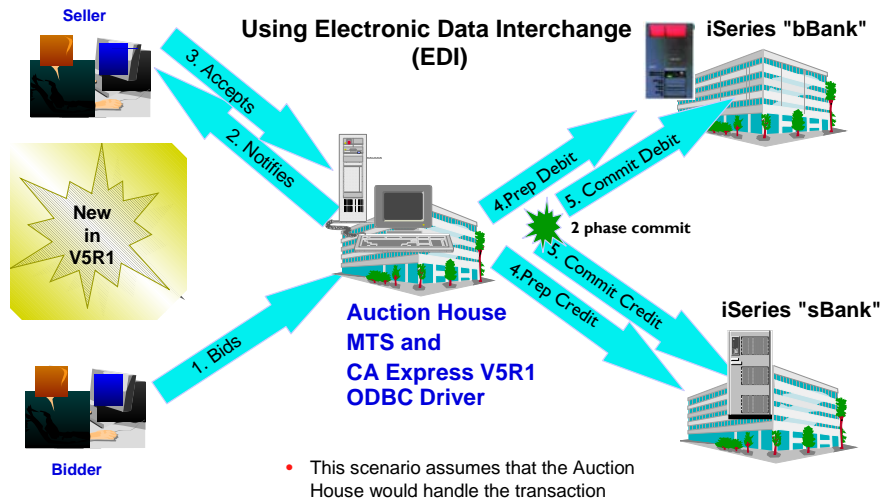 Seller
Using Electronic Data Interchange
(EDI)
iSeries "bBank"
3. Accepts
2. Notifies
4.Prep Debit
5. Commit Debit
New
in
V5R1
2 phase commit
5. Commit Credit
4.Prep Credit
iSeries "sBank"
1. Bids
Auction House
MTS and
CA Express V5R1
ODBC Driver
Bidder
• This scenario assumes that the Auction
House would handle the transaction